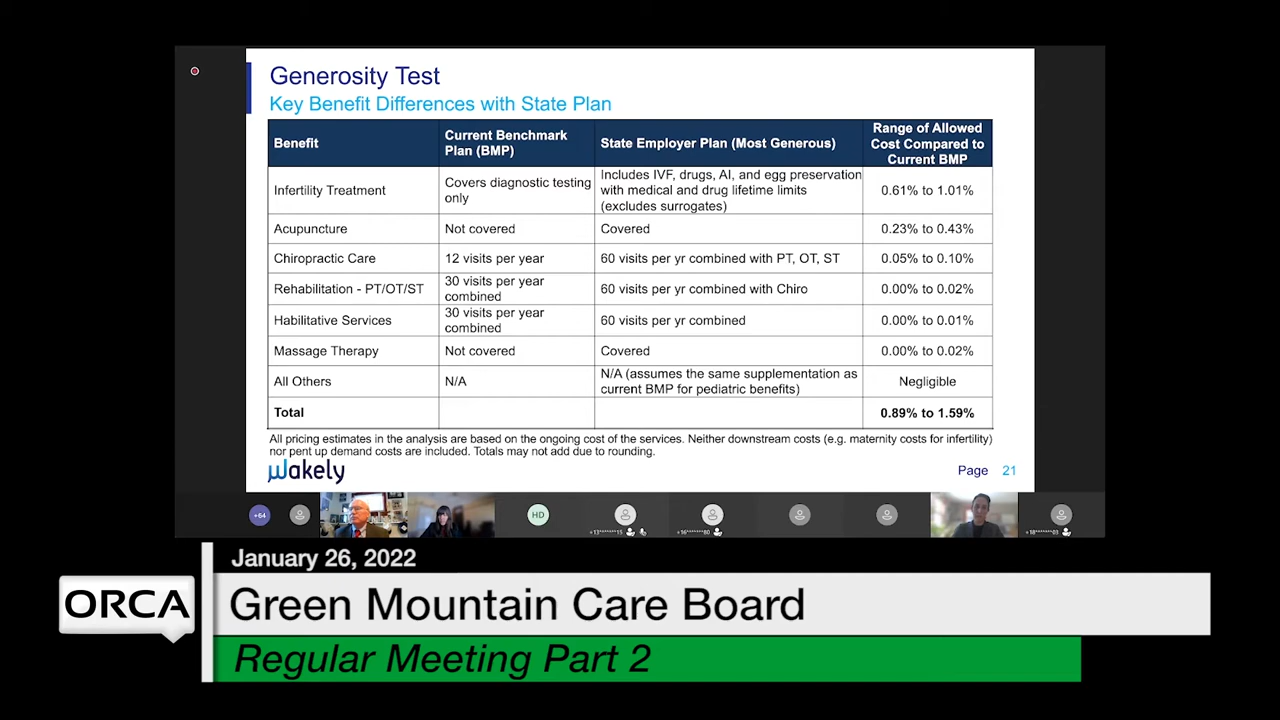 Generosity Test
Key Benefit Differences with State Plan
Benefit
Current Benchmark
Plan (BMP)
State Employer Plan (Most Generous)
Range of Allowed
Cost Compared to
Current BMP
Infertility Treatment
Covers diagnostic testing
only
Includes IVF, drugs, AI, and egg preservation
with medical and drug lifetime limits
(excludes surrogates)
0.61% to 1.01%
Acupuncture
Not covered
Covered
0.23% to 0.43%
Chiropractic Care
12 visits per year
60 visits per yr combined with PT, OT, ST
0.05% to 0.10%
Rehabilitation - PT/OT/ST
30 visits per year
combined
60 visits per yr combined with Chiro
0.00% to 0.02%
Habilitative Services
30 visits per year
combined
60 visits per yr combined
0.00% to 0.01%
Massage Therapy
Not covered
Covered
0.00% to 0.02%
All Others
N/A
N/A (assumes the same supplementation as
current BMP for pediatric benefits)
Negligible
Total
0.89% to 1.59%
All pricing estimates in the analysis are based on the ongoing cost of the services. Neither downstream costs (e.g. maternity costs for infertility)
nor pent up demand costs are included. Totals may not add due to rounding.
wakely
Page 21
+64
HD
January 26, 2022
ORCA
Green Mountain Care Board
Regular Meeting Part 2